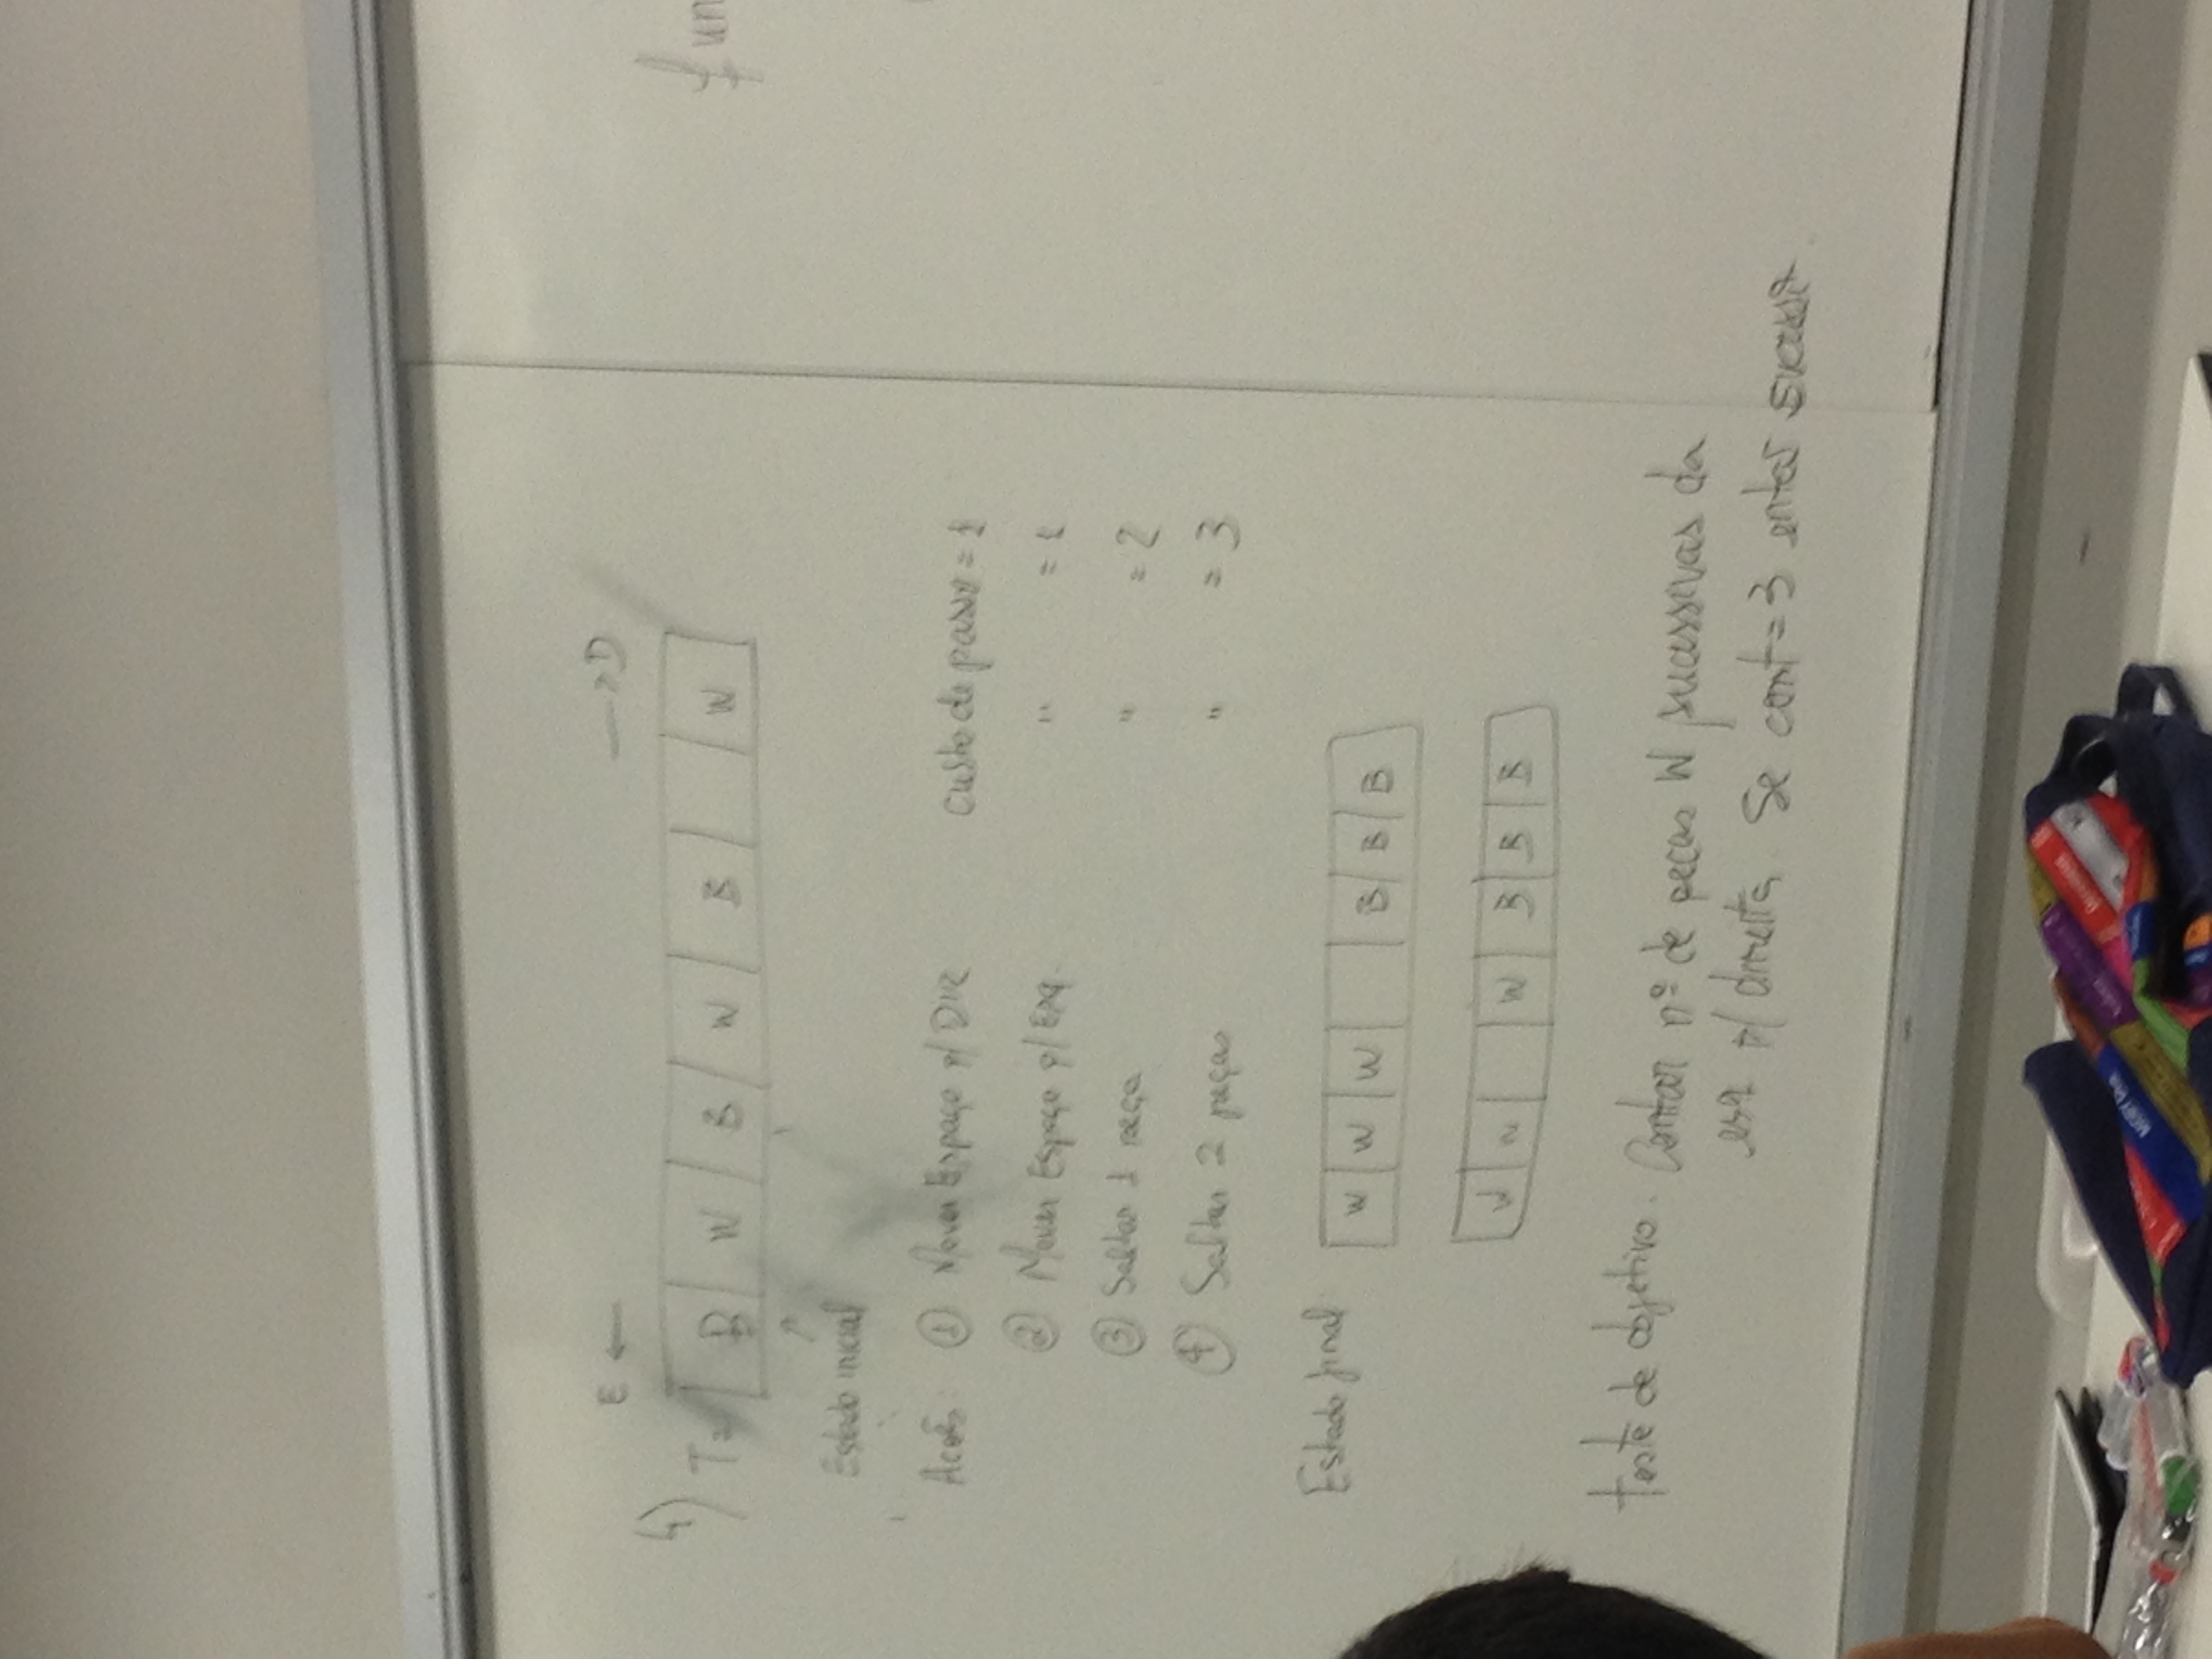 E ← → D
4) T= B W B W B W
Estado inicial
Ações: ① Mover Espaço p/ DIR custo de passo = 1
② Mover Espaço p/ ESQ. " = 1
③ Saltar 1 peça " = 2
④ Saltar 2 peças " = 3
Estado final: W W W B B B
W W W B B B
teste de objetivo. Contar nº de peças W sucessivas da
esq p/ direita. Se cont=3 então sucesso.
fun
MOBY